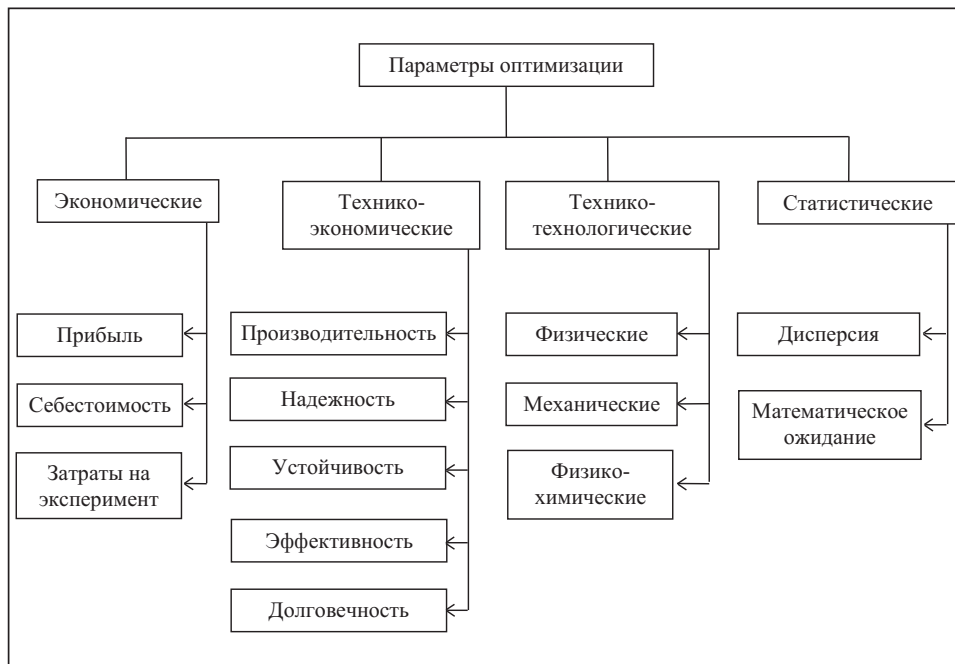 Параметры оптимизации
Экономические
Технико-
экономические
Технико-
технологические
Статистические
Прибыль
Себестоимость
Затраты на
эксперимент
Производительность
Надежность
Устойчивость
Эффективность
Долговечность
Физические
Механические
Физико-
химические
Дисперсия
Математическое
ожидание